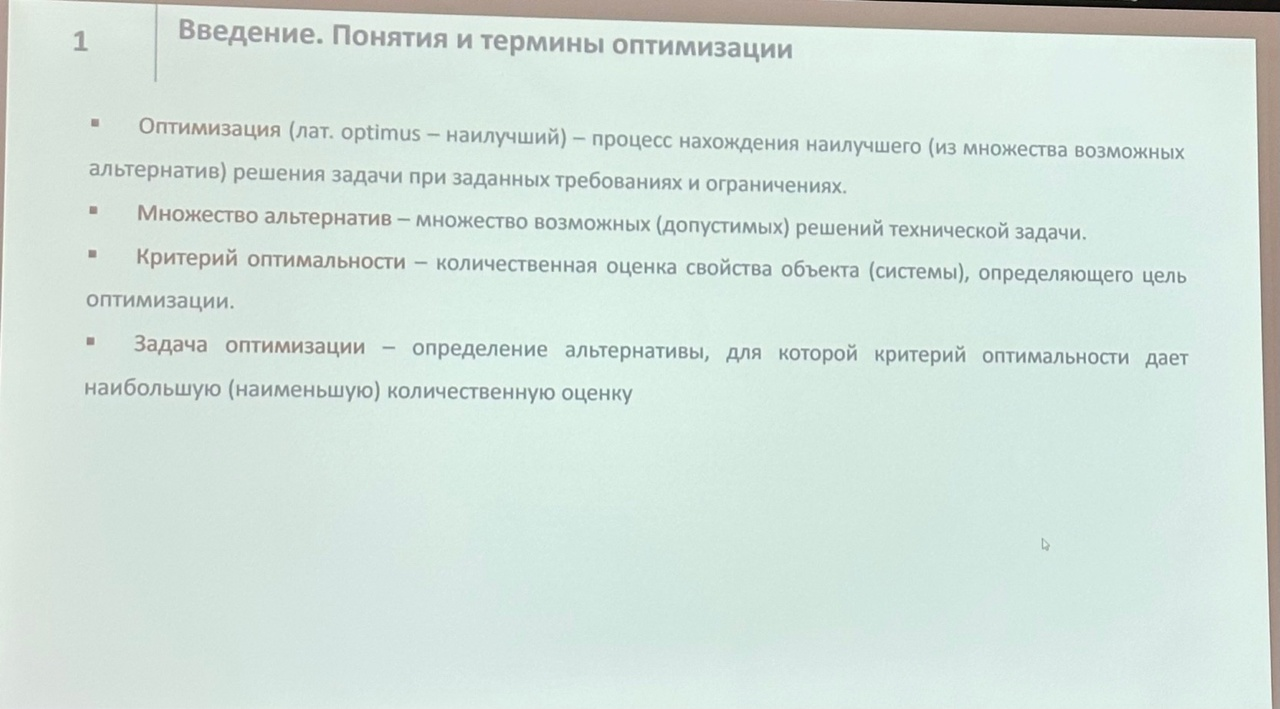 1
Введение. Понятия и термины оптимизации
▪ Оптимизация (лат. optimus – наилучший) – процесс нахождения наилучшего (из множества возможных
альтернатив) решения задачи при заданных требованиях и ограничениях.
▪ Множество альтернатив – множество возможных (допустимых) решений технической задачи.
▪ Критерий оптимальности – количественная оценка свойства объекта (системы), определяющего цель
оптимизации.
▪ Задача оптимизации – определение альтернативы, для которой критерий оптимальности дает
наибольшую (наименьшую) количественную оценку